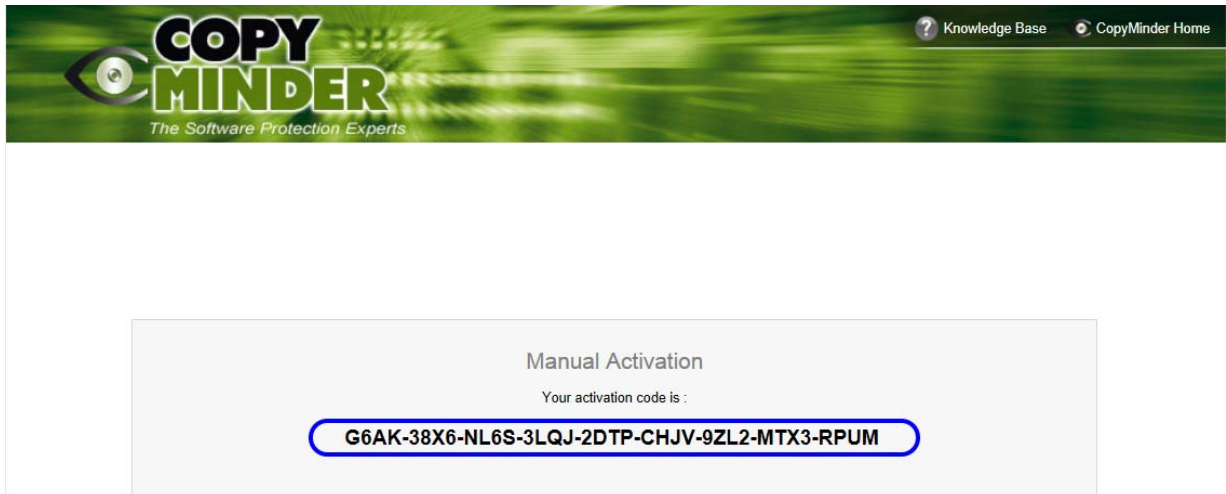 COPY
MINDER
The Software Protection Experts
? Knowledge Base
CopyMinder Home
Manual Activation
Your activation code is :
G6AK-38X6-NL6S-3LQJ-2DTP-CHJV-9ZL2-MTX3-RPUM